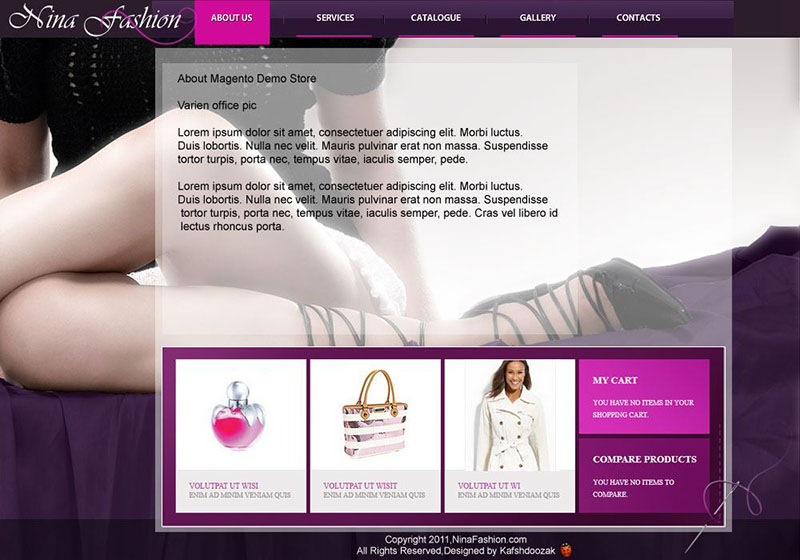 Nina Fashion
ABOUT US
SERVICES
CATALOGUE
GALLERY
CONTACTS
About Magento Demo Store
Varien office pic
Lorem ipsum dolor sit amet, consectetuer adipiscing elit. Morbi luctus.
Duis lobortis. Nulla nec velit. Mauris pulvinar erat non massa. Suspendisse
tortor turpis, porta nec, tempus vitae, iaculis semper, pede.
Lorem ipsum dolor sit amet, consectetuer adipiscing elit. Morbi luctus.
Duis lobortis. Nulla nec velit. Mauris pulvinar erat non massa. Suspendisse
tortor turpis, porta nec, tempus vitae, iaculis semper, pede. Cras vel libero id
lectus rhoncus porta.
VOLUTPAT UT WISI
ENIM AD MINIM VENIAM QUIS
VOLUTPAT UT WISIT
ENIM AD MINIM VENIAM QUIS
VOLUTPAT UT WI
ENIM AD MINIM VENIAM QUIS
MY CART
YOU HAVE NO ITEMS IN YOUR
SHOPPING CART.
COMPARE PRODUCTS
YOU HAVE NO ITEMS TO
COMPARE.
Copyright 2011,NinaFashion.com
All Rights Reserved,Designed by Kafshdoozak